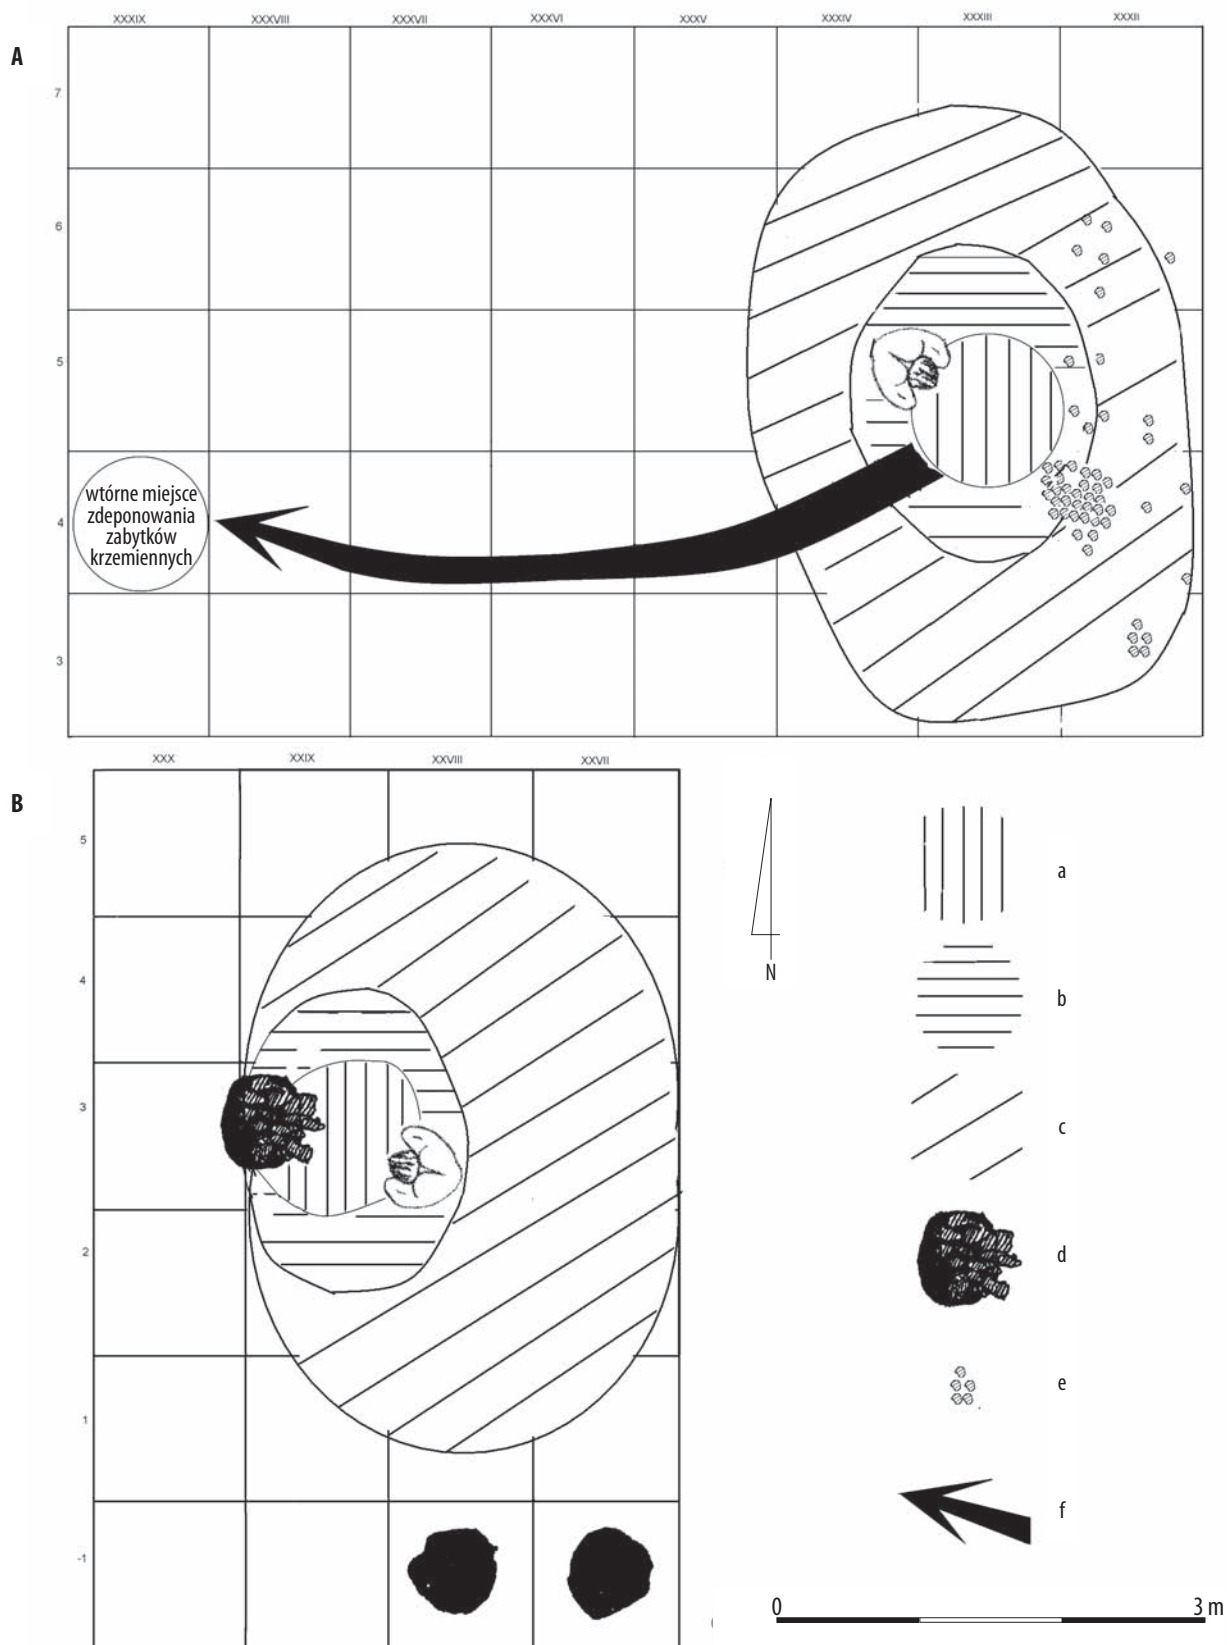 XXXIX XXXVIII XXXVII XXXVI XXXV XXXIV XXXIII XXXII
A
7
6
5
4
3
wtórne miejsce
zdeponowania
zabytków
krzemiennych
XXX XXIX XXVIII XXVII
B
5
4
3
2
1
-1
N
a
b
c
d
e
f
0 3 m